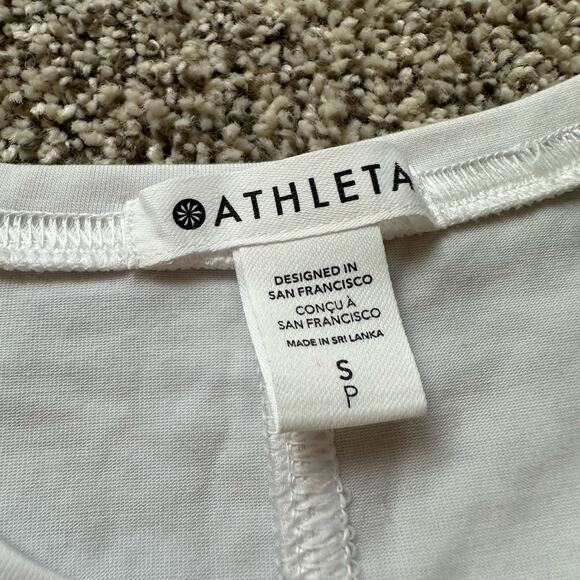 ATHLETA
DESIGNED IN
SAN FRANCISCO
CONÇU À
SAN FRANCISCO
MADE IN SRI LANKA
S
P